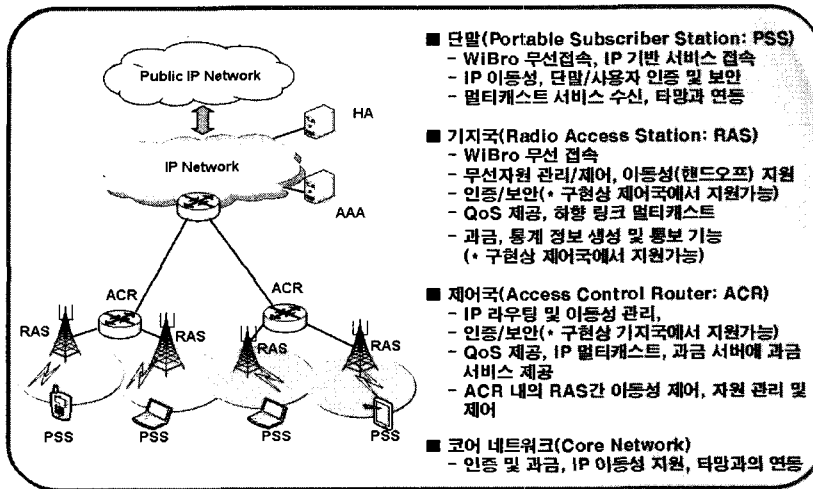 Public IP Network
HA
IP Network
AAA
ACR
ACR
RAS
RAS
RAS
RAS
PSS
PSS
PSS
PSS
■ 단말(Portable Subscriber Station: PSS)
- WiBro 무선접속, IP 기반 서비스 접속
- IP 이동성, 단말/사용자 인증 및 보안
- 멀티캐스트 서비스 수신, 타망과 연동
■ 기지국(Radio Access Station: RAS)
- WiBro 무선 접속
- 무선자원 관리/제어, 이동성(핸드오프) 지원
- 인증/보안(* 구현상 제어국에서 지원가능)
- QoS 제공, 하향 링크 멀티캐스트
- 과금, 통계 정보 생성 및 통보 기능
(* 구현상 제어국에서 지원가능)
■ 제어국(Access Control Router: ACR)
- IP 라우팅 및 이동성 관리,
- 인증/보안(* 구현상 기지국에서 지원가능)
- QoS 제공, IP 멀티캐스트, 과금 서버에 과금
서비스 제공
- ACR 내의 RAS간 이동성 제어, 자원 관리 및
제어
■ 코어 네트워크(Core Network)
- 인증 및 과금, IP 이동성 지원, 타망과의 연동